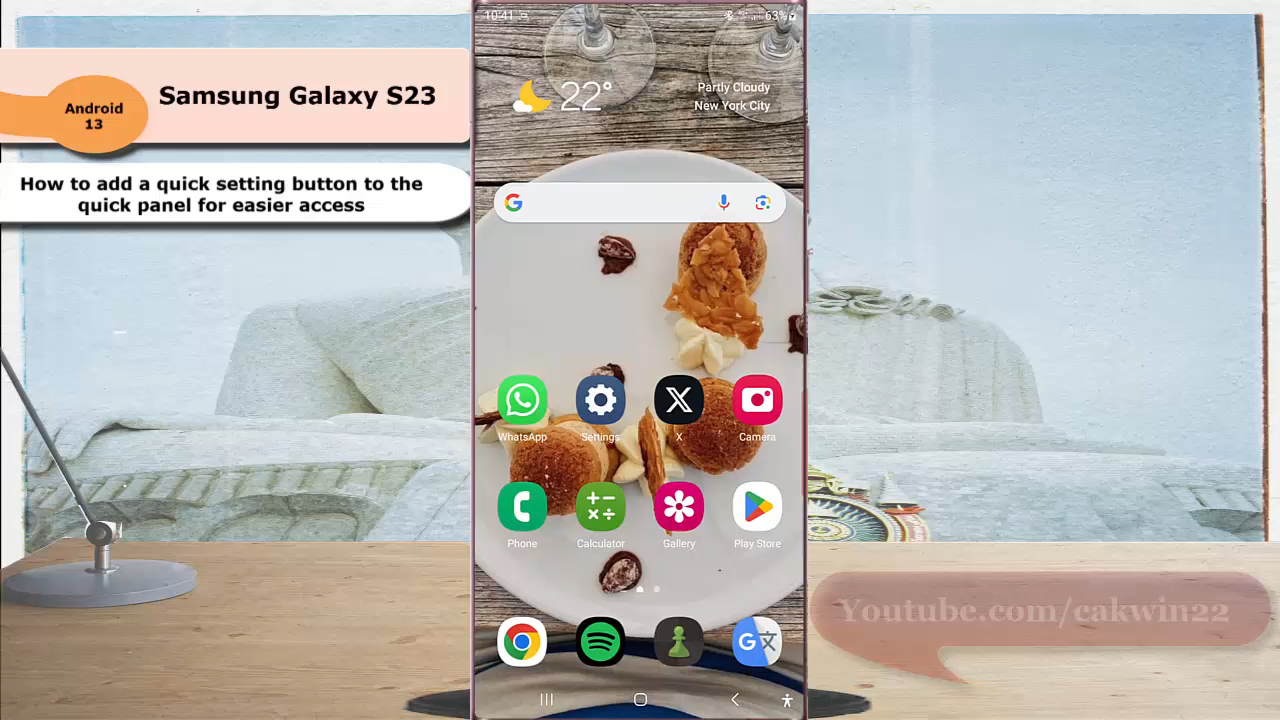 Samsung Galaxy S23
Android
13
How to add a quick setting button to the
quick panel for easier access
10:41
63%
22°
Partly Cloudy
New York City
WhatsApp
Settings
X
Camera
Phone
Calculator
Gallery
Play Store
Youtube.com/cakwin22